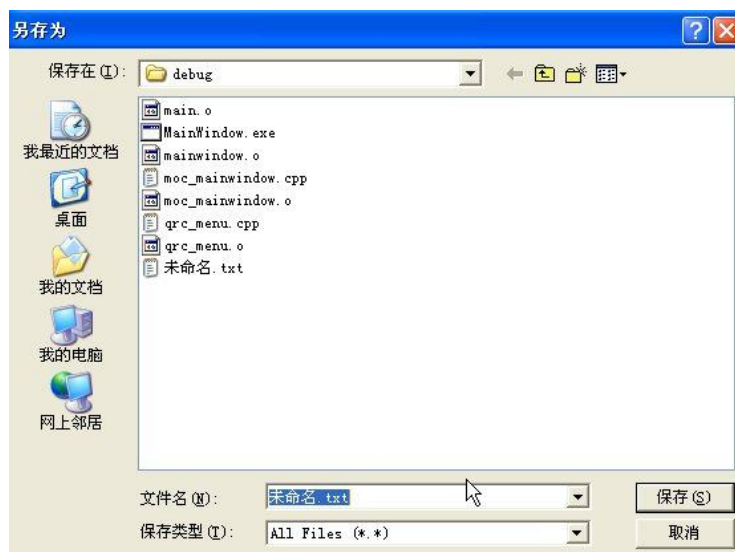 另存为
保存在(I):
debug
我最近的文档
桌面
我的文档
我的电脑
网上邻居
main.o
MainWindow.exe
mainwindow.o
moc_mainwindow.cpp
moc_mainwindow.o
qrc_menu.cpp
qrc_menu.o
未命名.txt
文件名(N):
未命名.txt
保存(S)
保存类型(T):
All Files (*.*)
取消